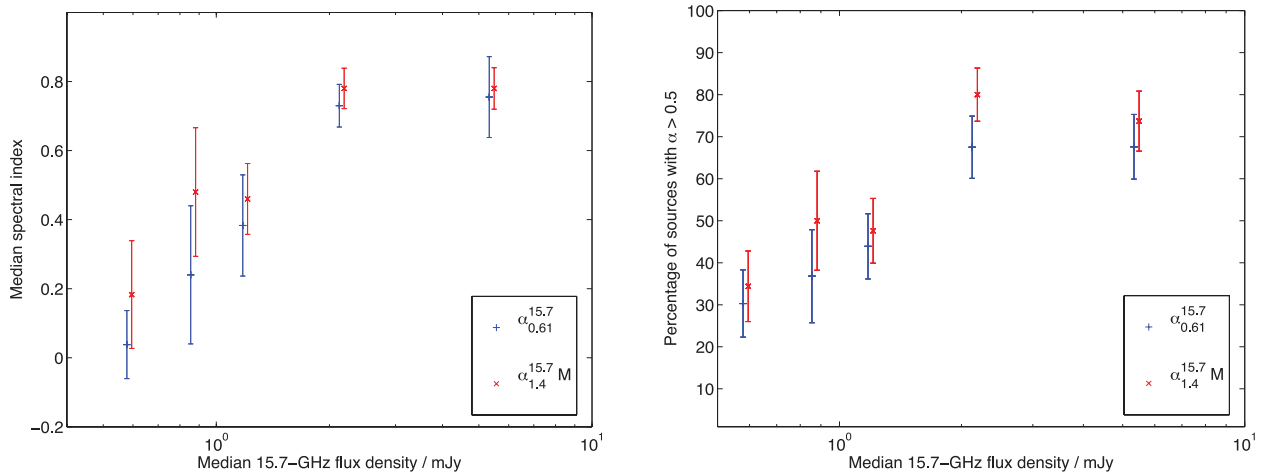 Median spectral index
0.8
0.6
0.4
0.2
0
−0.2
10⁰
10¹
Median 15.7−GHz flux density / mJy
α 15.7 0.61
α 15.7 1.4 M
Percentage of sources with α > 0.5
100
90
80
70
60
50
40
30
20
10
10⁰
10¹
Median 15.7−GHz flux density / mJy
α 15.7 0.61
α 15.7 1.4 M